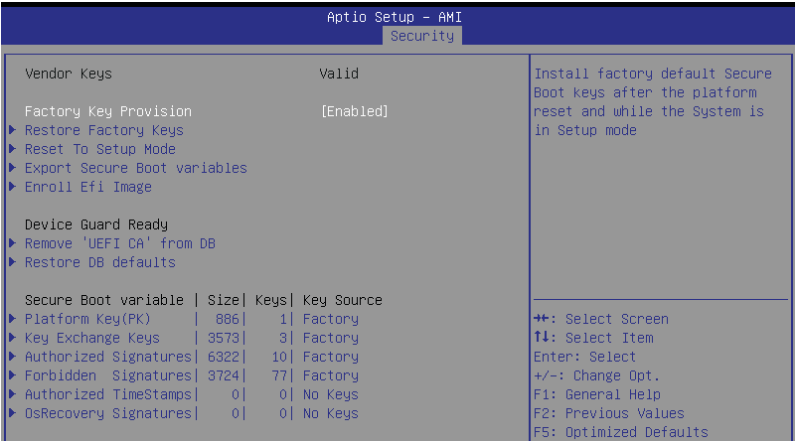 Aptio Setup – AMI
Security
Vendor Keys Valid
Factory Key Provision [Enabled]
Restore Factory Keys
Reset To Setup Mode
Export Secure Boot variables
Enroll Efi Image
Device Guard Ready
Remove 'UEFI CA' from DB
Restore DB defaults
Secure Boot variable | Size| Keys| Key Source
Platform Key(PK) | 886| 1| Factory
Key Exchange Keys | 3573| 3| Factory
Authorized Signatures| 6322| 10| Factory
Forbidden Signatures| 3724| 77| Factory
Authorized TimeStamps| 0| 0| No Keys
OsRecovery Signatures| 0| 0| No Keys
Install factory default Secure
Boot keys after the platform
reset and while the System is
in Setup mode
→←: Select Screen
↑↓: Select Item
Enter: Select
+/-: Change Opt.
F1: General Help
F2: Previous Values
F5: Optimized Defaults